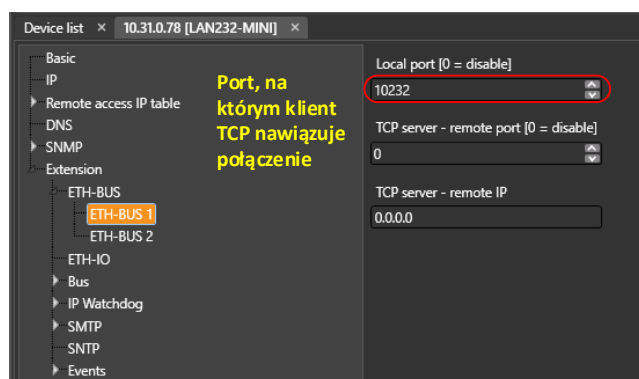 Device list × 10.31.0.78 [LAN232-MINI] ×
Basic
IP
Remote access IP table
DNS
SNMP
Extension
ETH-BUS
ETH-BUS 1
ETH-BUS 2
ETH-IO
Bus
IP Watchdog
SMTP
SNTP
Events
Port, na
którym klient
TCP nawiązuje
połączenie
Local port [0 = disable]
10232
TCP server - remote port [0 = disable]
0
TCP server - remote IP
0.0.0.0